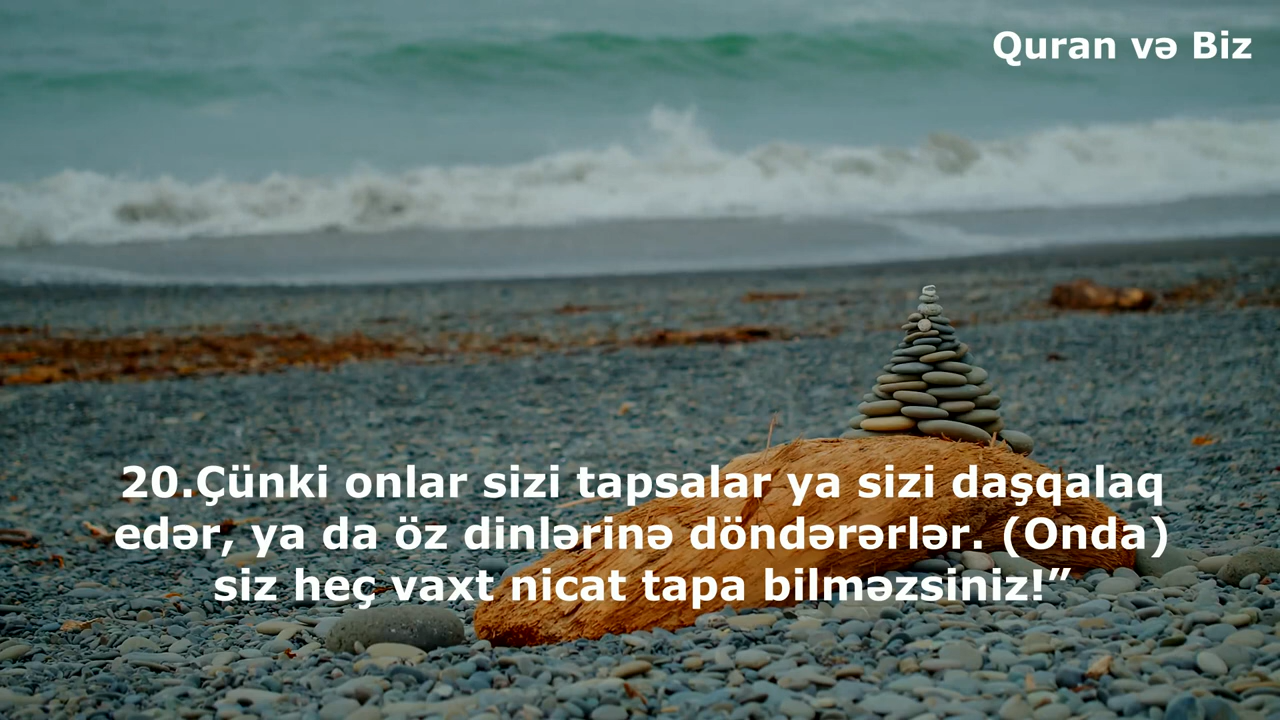 Quran və Biz
20.Çünki onlar sizi tapsalar ya sizi daşqalaq
edər, ya da öz dinlərinə döndərərlər. (Onda)
siz heç vaxt nicat tapa bilməzsiniz!”